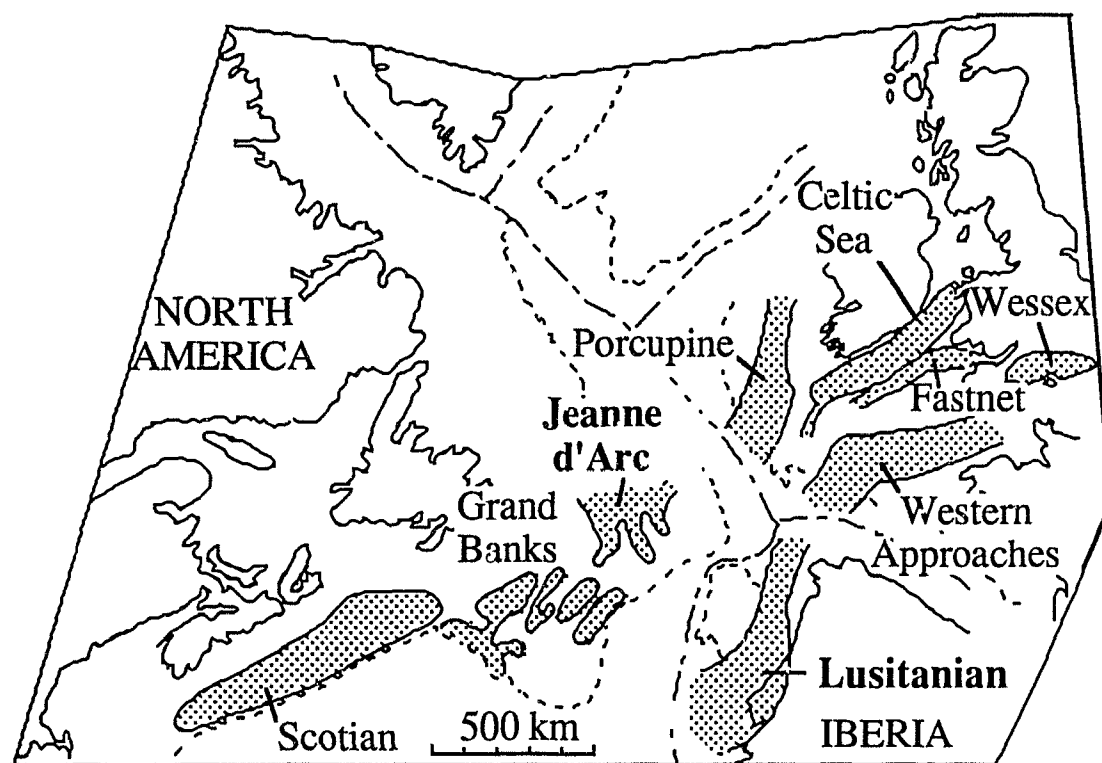 Celtic
Sea
NORTH
AMERICA
Wessex
Porcupine
Fastnet
Jeanne
d'Arc
Grand
Banks
Western
Approaches
Lusitanian
IBERIA
Scotian
500 km